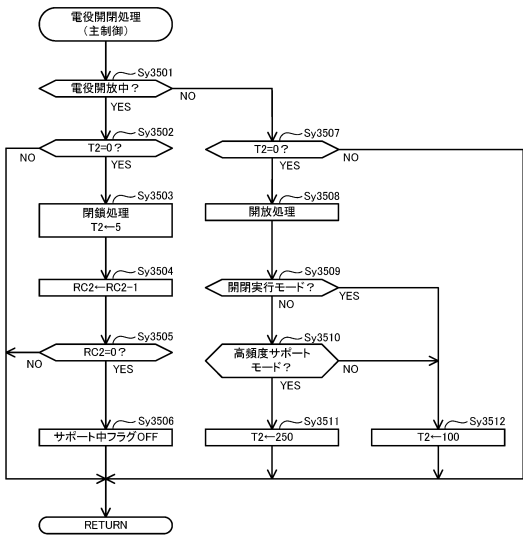 電役開閉処理
(主制御)
Sy3501
電役開放中?
YES
NO
Sy3502
T2=0?
NO
YES
Sy3503
閉鎖処理
T2←5
Sy3504
RC2←RC2-1
Sy3505
RC2=0?
NO
YES
Sy3506
サポート中フラグOFF
RETURN
Sy3507
T2=0?
NO
YES
Sy3508
開放処理
Sy3509
開閉実行モード?
YES
NO
Sy3510
高頻度サポート
モード?
NO
YES
Sy3511
T2←250
Sy3512
T2←100